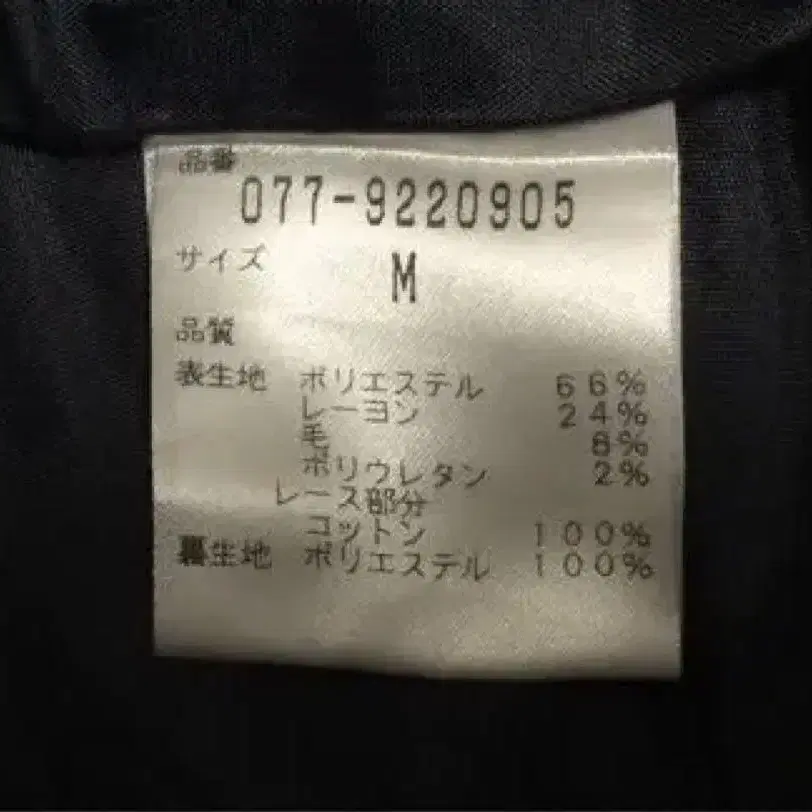 品番
077-9220905
サイズ M
品質
表生地 ポリエステル 66%
レーヨン 24%
毛 8%
ポリウレタン 2%
レース部分
コットン 100%
裏生地 ポリエステル 100%